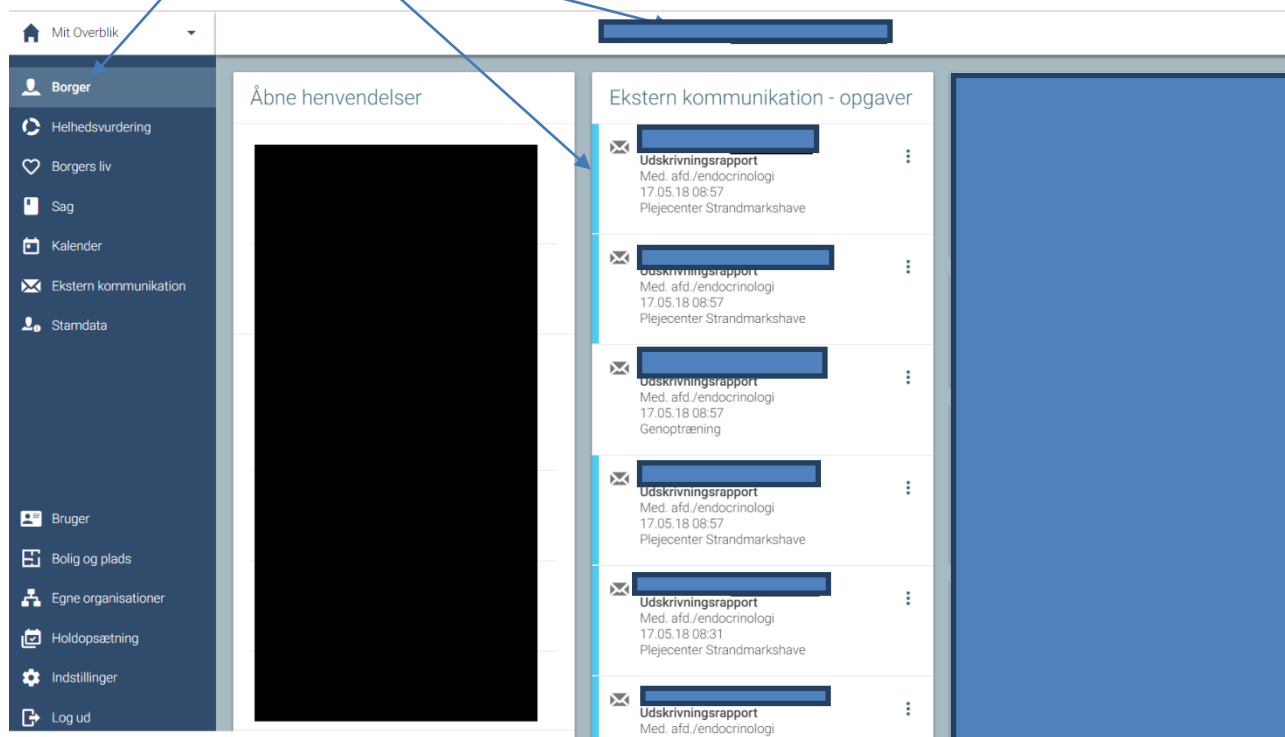 Mit Overblik
Borger
Helhedsvurdering
Borgers liv
Sag
Kalender
Ekstern kommunikation
Stamdata
Bruger
Bolig og plads
Egne organisationer
Holdopsætning
Indstillinger
Log ud
Åbne henvendelser
Ekstern kommunikation - opgaver
Udskrivningsrapport
Med. afd./endocrinologi
17.05.18 08:57
Plejecenter Strandmarkshave
Udskrivningsrapport
Med. afd./endocrinologi
17.05.18 08:57
Plejecenter Strandmarkshave
Udskrivningsrapport
Med. afd./endocrinologi
17.05.18 08:57
Genoptræning
Udskrivningsrapport
Med. afd./endocrinologi
17.05.18 08:57
Plejecenter Strandmarkshave
Udskrivningsrapport
Med. afd./endocrinologi
17.05.18 08:31
Plejecenter Strandmarkshave
Udskrivningsrapport
Med. afd./endocrinologi